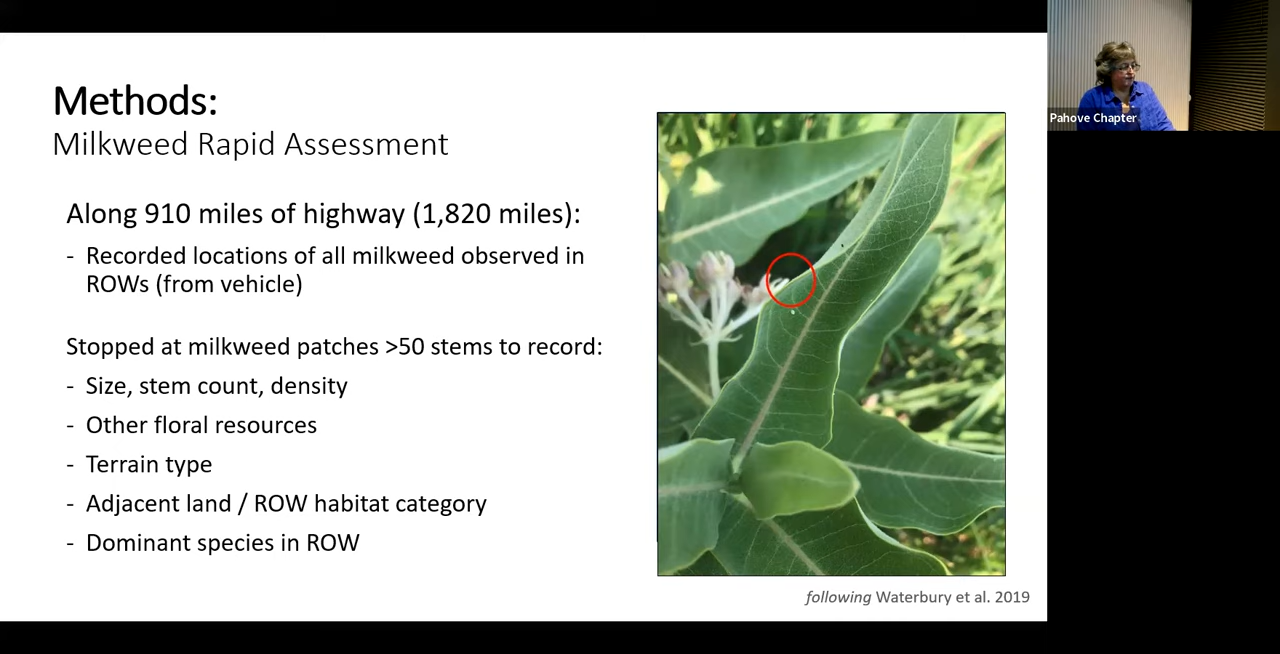 Methods:
Milkweed Rapid Assessment
Along 910 miles of highway (1,820 miles):
- Recorded locations of all milkweed observed in
ROWs (from vehicle)
Stopped at milkweed patches >50 stems to record:
- Size, stem count, density
- Other floral resources
- Terrain type
- Adjacent land / ROW habitat category
- Dominant species in ROW
following Waterbury et al. 2019
Pahove Chapter